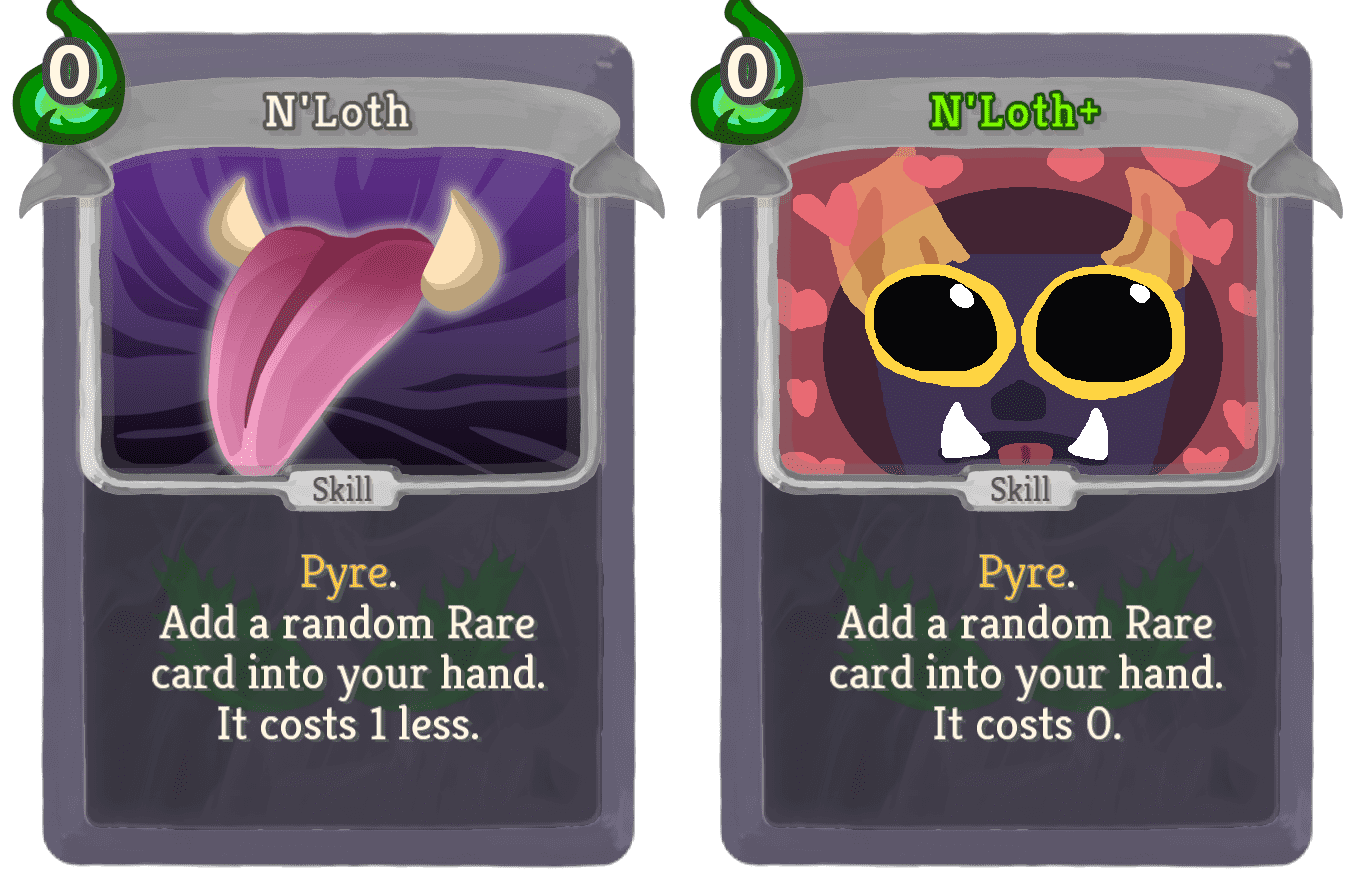 0
N'Loth
Skill
Pyre.
Add a random Rare
card into your hand.
It costs 1 less.
0
N'Loth+
Skill
Pyre.
Add a random Rare
card into your hand.
It costs 0.